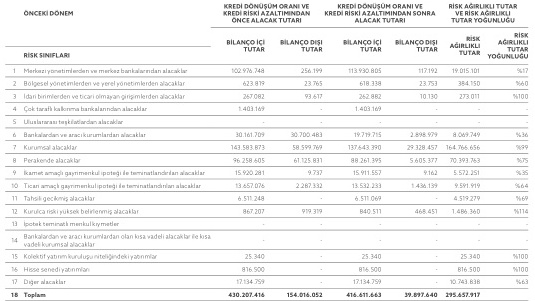 ÖNCEKİ DÖNEM
KREDİ DÖNÜŞÜM ORANI VE KREDİ RİSKİ AZALTIMINDAN ÖNCE ALACAK TUTARI
KREDİ DÖNÜŞÜM ORANI VE KREDİ RİSKİ AZALTIMINDAN SONRA ALACAK TUTARI
RİSK AĞIRLIKLI TUTAR VE RİSK AĞIRLIKLI TUTAR YOĞUNLUĞU
RİSK SINIFLARI BİLANÇO İÇİ TUTAR BİLANÇO DIŞI TUTAR BİLANÇO İÇİ TUTAR BİLANÇO DIŞI TUTAR RİSK AĞIRLIKLI TUTAR RİSK AĞIRLIKLI TUTAR YOĞUNLUĞU
1 Merkezi yönetimlerden ve merkez bankalarından alacaklar 102.976.748 256.199 113.930.805 117.192 19.015.101 %17
2 Bölgesel yönetimlerden ve yerel yönetimlerden alacaklar 623.819 23.765 618.338 23.753 384.150 %60
3 İdari birimlerden ve ticari olmayan girişimlerden alacaklar 267.082 93.617 262.882 10.130 273.011 %100
4 Çok taraflı kalkınma bankalarından alacaklar 1.403.169 - 1.403.169 - - -
5 Uluslararası teşkilatlardan alacaklar - - - - - -
6 Bankalardan ve aracı kurumlardan alacaklar 30.161.709 30.700.483 19.719.715 2.898.979 8.069.749 %36
7 Kurumsal alacaklar 143.583.873 58.599.769 137.643.390 29.328.457 164.766.656 %99
8 Perakende alacaklar 96.258.605 61.125.831 88.261.395 5.605.377 70.393.763 %75
9 İkamet amaçlı gayrimenkul ipoteği ile teminatlandırılan alacaklar 15.920.281 9.737 15.911.557 9.162 5.572.251 %35
10 Ticari amaçlı gayrimenkul ipoteği ile teminatlandırılan alacaklar 13.657.076 2.287.332 13.532.233 1.436.139 9.591.919 %64
11 Tahsili gecikmiş alacaklar 6.511.248 - 6.511.069 - 4.519.279 %69
12 Kurulca riski yüksek belirlenmiş alacaklar 867.207 919.319 840.511 468.451 1.486.360 %114
13 İpotek teminatlı menkul kıymetler - - - - - -
14 Bankalardan ve aracı kurumlardan olan kısa vadeli alacaklar ile kısa vadeli kurumsal alacaklar - - - - - -
15 Kolektif yatırım kuruluşu niteliğindeki yatırımlar 25.340 - 25.340 - 25.340 %100
16 Hisse senedi yatırımları 816.500 - 816.500 - 816.500 %100
17 Diğer alacaklar 17.134.759 - 17.134.759 - 10.743.838 %63
18 Toplam 430.207.416 154.016.052 416.611.663 39.897.640 295.657.917